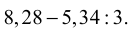 8,28 – 5,34 : 3.